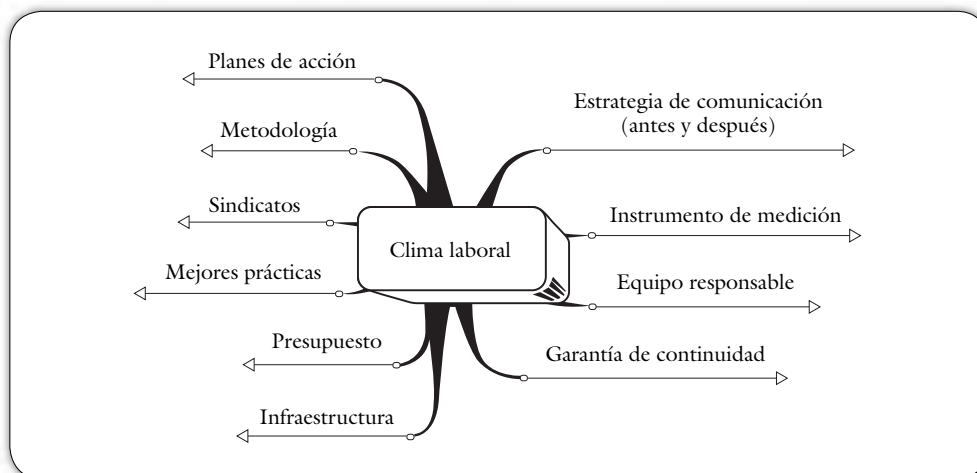 Planes de acción
Metodología
Sindicatos
Mejores prácticas
Presupuesto
Infraestructura
Clima laboral
Estrategia de comunicación
(antes y después)
Instrumento de medición
Equipo responsable
Garantía de continuidad